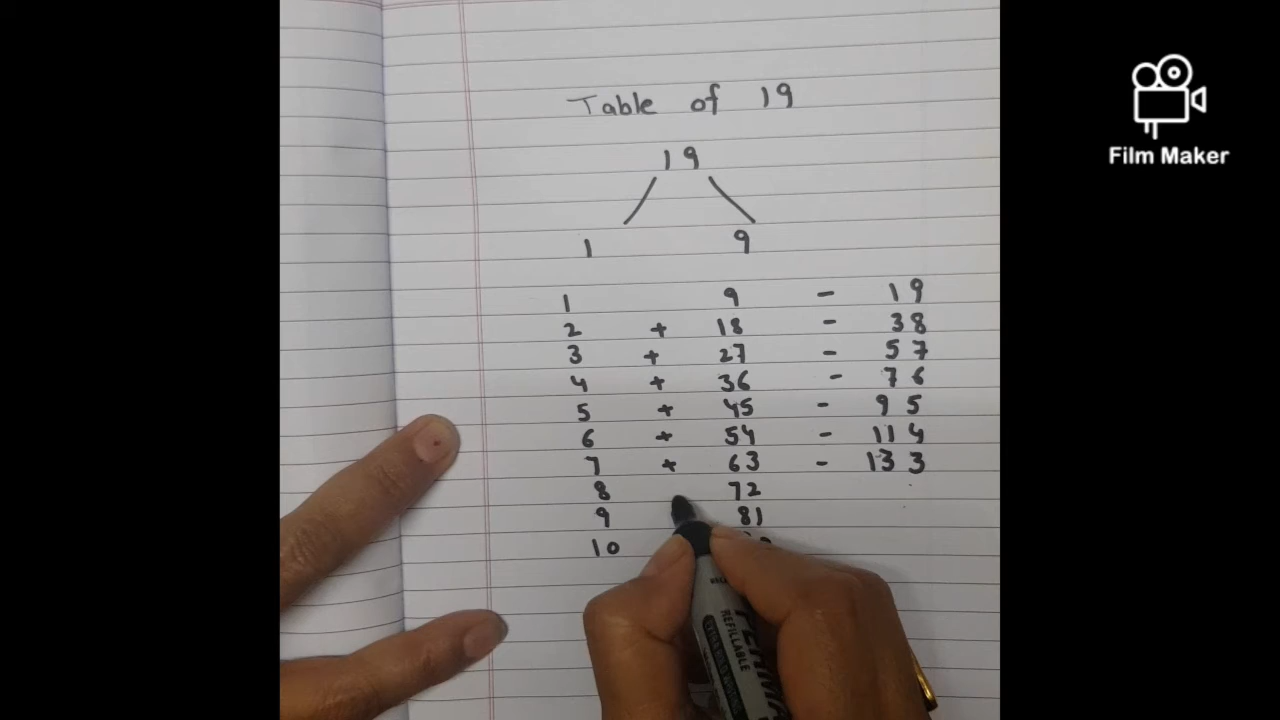 Table of 19
19
1 9
1 9 - 19
2 + 18 - 38
3 + 27 - 57
4 + 36 - 76
5 + 45 - 95
6 + 54 - 114
7 + 63 - 133
8 72
9 81
10
Film Maker
REFILLABLE